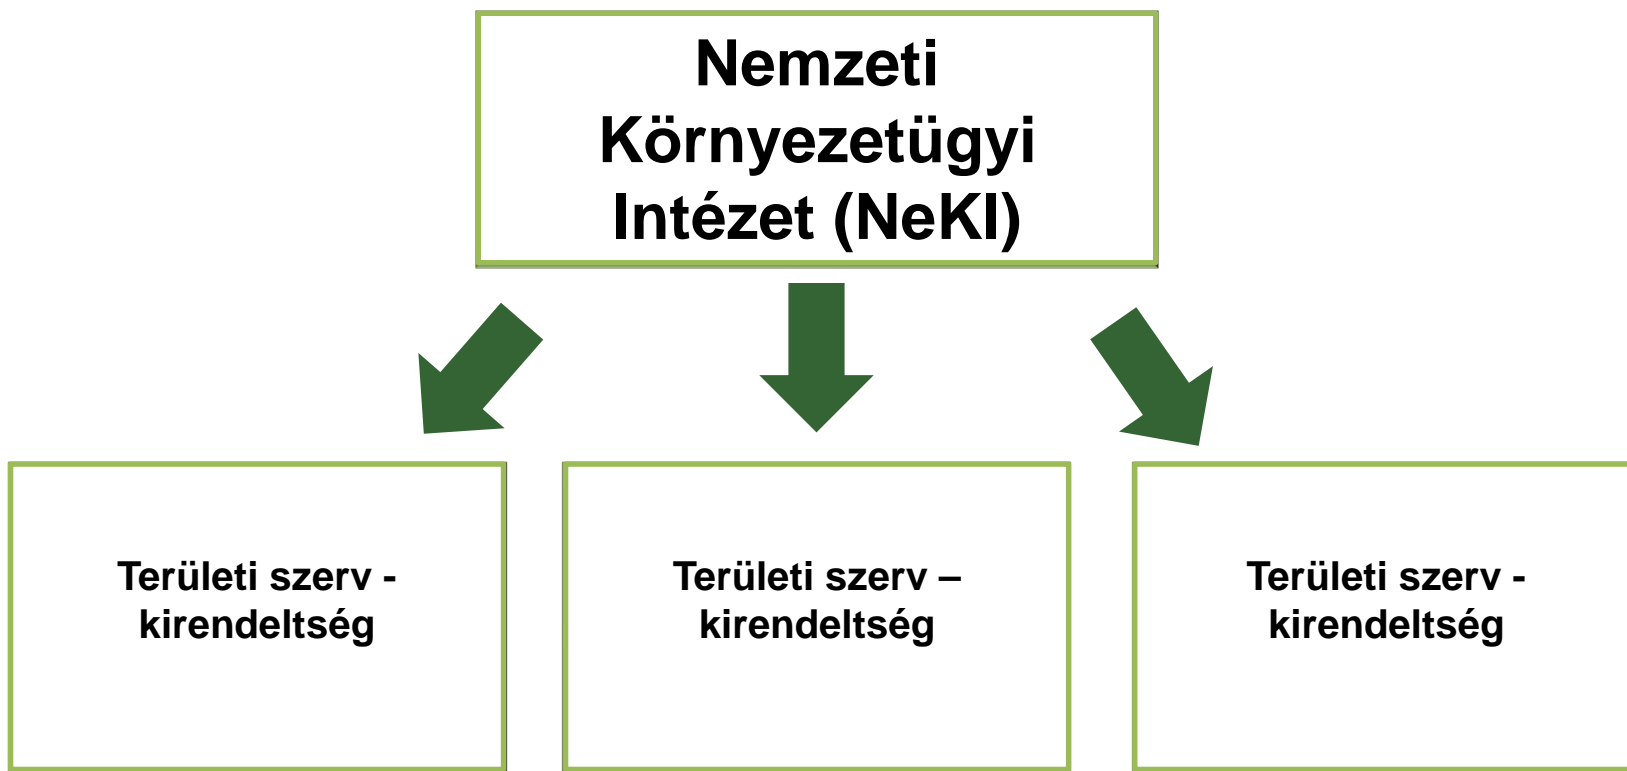 Nemzeti
Környezetügyi
Intézet (NeKI)
Területi szerv -
kirendeltség
Területi szerv –
kirendeltség
Területi szerv -
kirendeltség